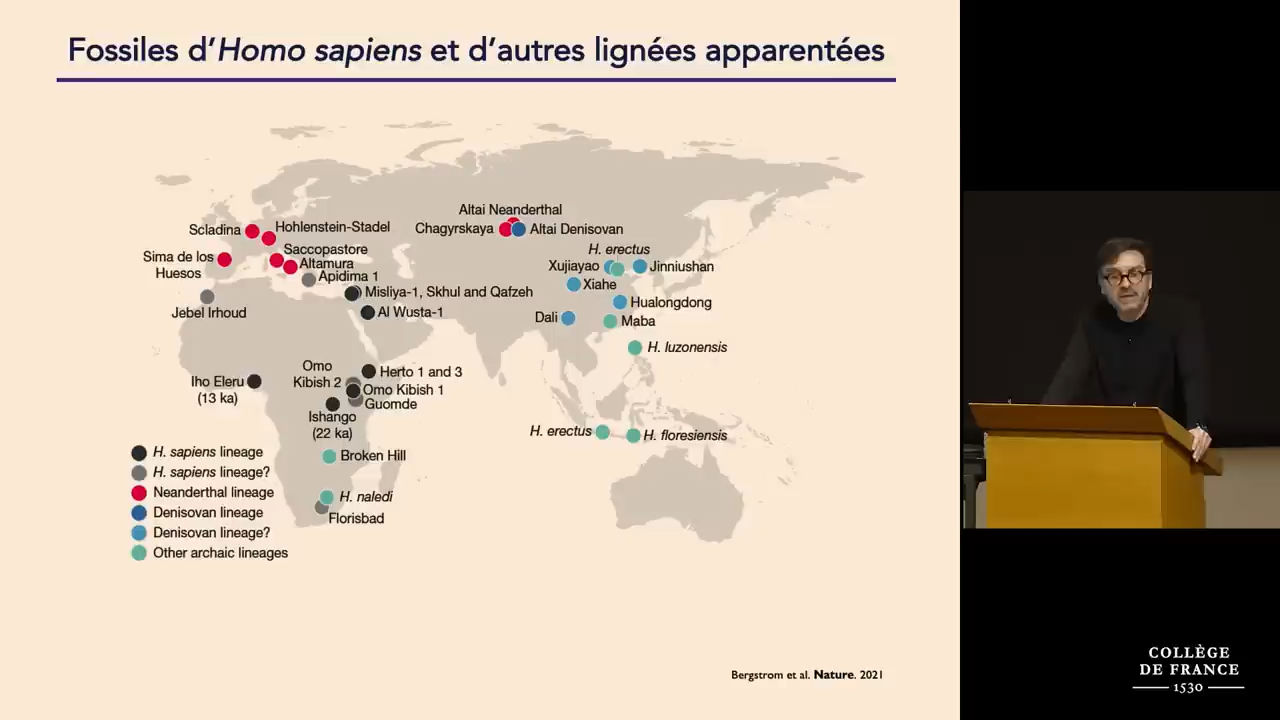 Fossiles d’Homo sapiens et d’autres lignées apparentées
Altai Neanderthal
Scladina
Hohlenstein-Stadel
Chagyrskaya
Altai Denisovan
Saccopastore
H. erectus
Sima de los
Huesos
Altamura
Xujiayao
Jinniushan
Apidima 1
Xiahe
Misliya-1, Skhul and Qafzeh
Hualongdong
Jebel Irhoud
Al Wusta-1
Dali
Maba
H. luzonensis
Omo
Kibish 2
Herto 1 and 3
Iho Eleru
(13 ka)
Omo Kibish 1
Guomde
Ishango
(22 ka)
H. erectus
H. floresiensis
Broken Hill
H. naledi
Florisbad
H. sapiens lineage
H. sapiens lineage?
Neanderthal lineage
Denisovan lineage
Denisovan lineage?
Other archaic lineages
Bergstrom et al. Nature. 2021
COLLÈGE
DE FRANCE
1530